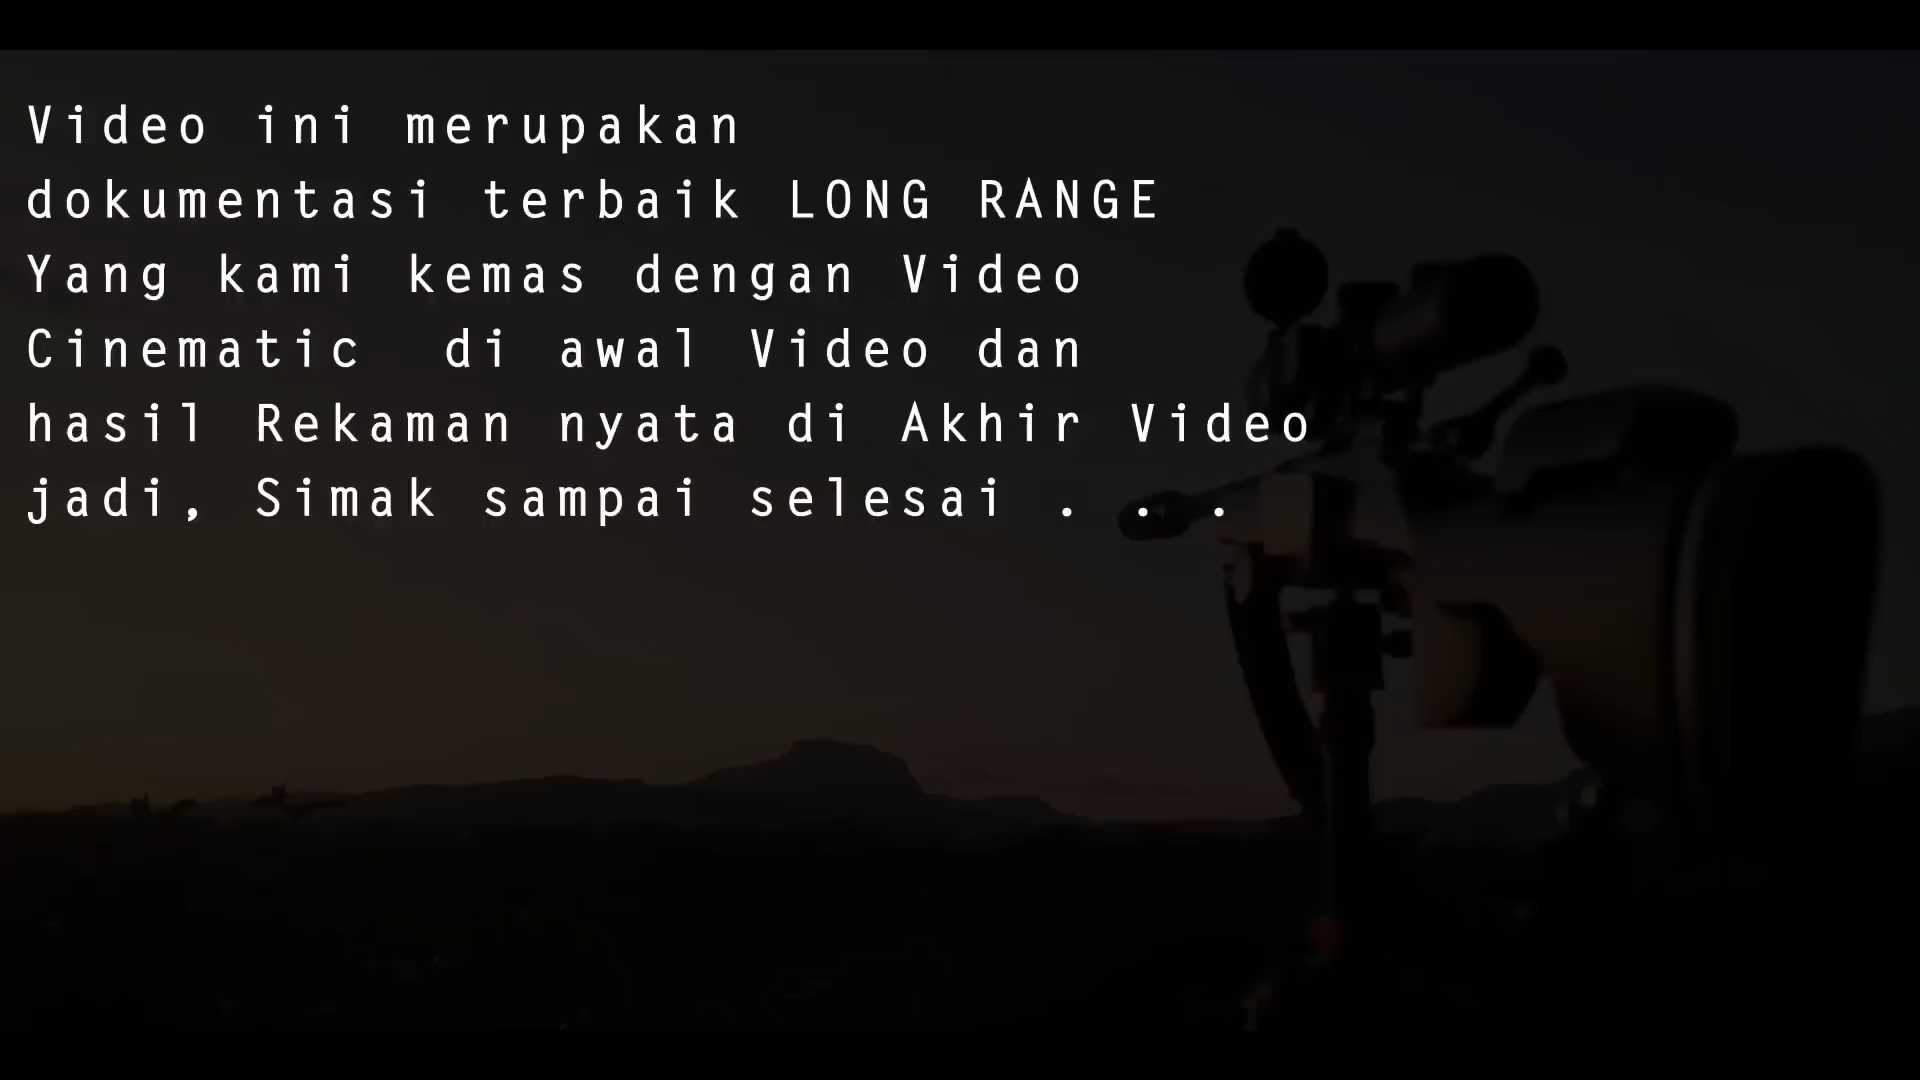 Video ini merupakan
dokumentasi terbaik LONG RANGE
Yang kami kemas dengan Video
Cinematic  di awal Video dan
hasil Rekaman nyata di Akhir Video
jadi, Simak sampai selesai . . .